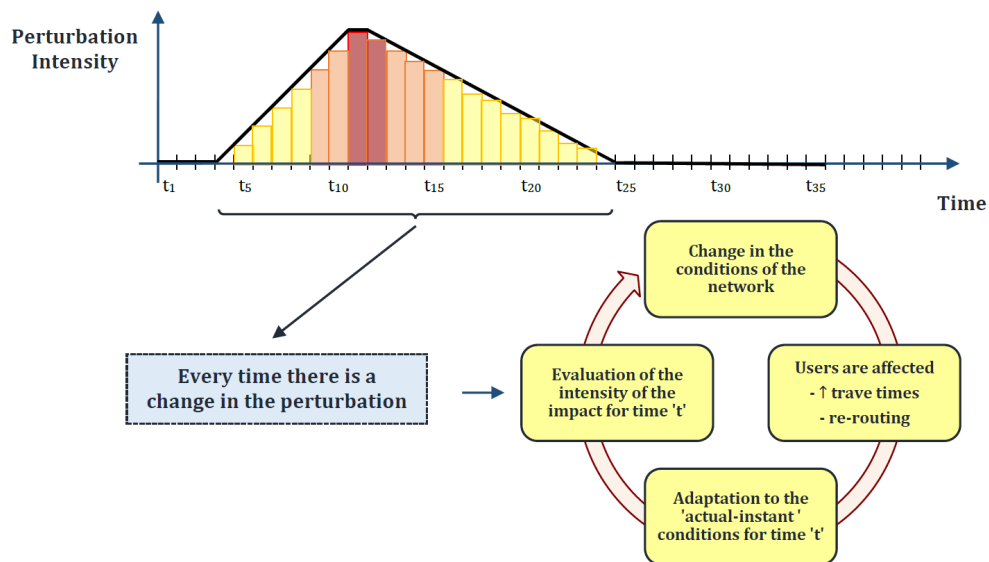 Perturbation
Intensity
t₁
t₅
t₁₀
t₁₅
t₂₀
t₂₅
t₃₀
t₃₅
Time
Change in the
conditions of the
network
Every time there is a
change in the perturbation
Evaluation of the
intensity of the
impact for time 't'
Users are affected
- ↑ trave times
- re-routing
Adaptation to the
'actual-instant '
conditions for time 't'